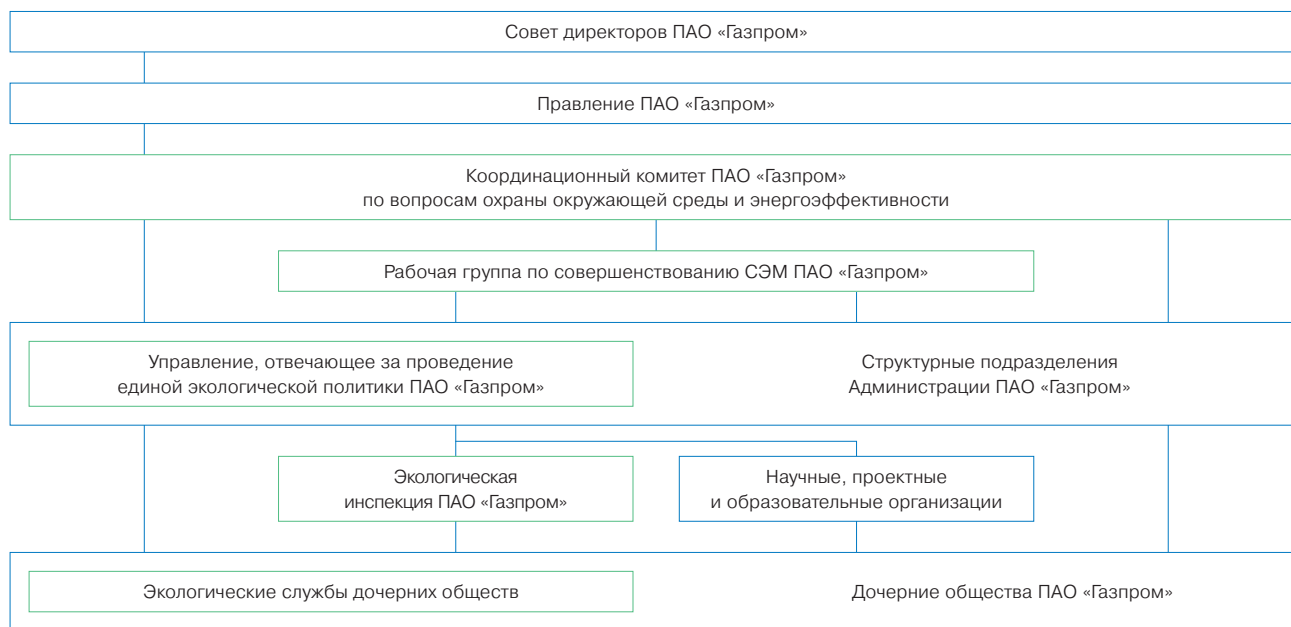 Совет директоров ПАО «Газпром»
Правление ПАО «Газпром»
Координационный комитет ПАО «Газпром»
по вопросам охраны окружающей среды и энергоэффективности
Рабочая группа по совершенствованию СЭМ ПАО «Газпром»
Управление, отвечающее за проведение
единой экологической политики ПАО «Газпром»
Структурные подразделения
Администрации ПАО «Газпром»
Экологическая
инспекция ПАО «Газпром»
Научные, проектные
и образовательные организации
Экологические службы дочерних обществ
Дочерние общества ПАО «Газпром»